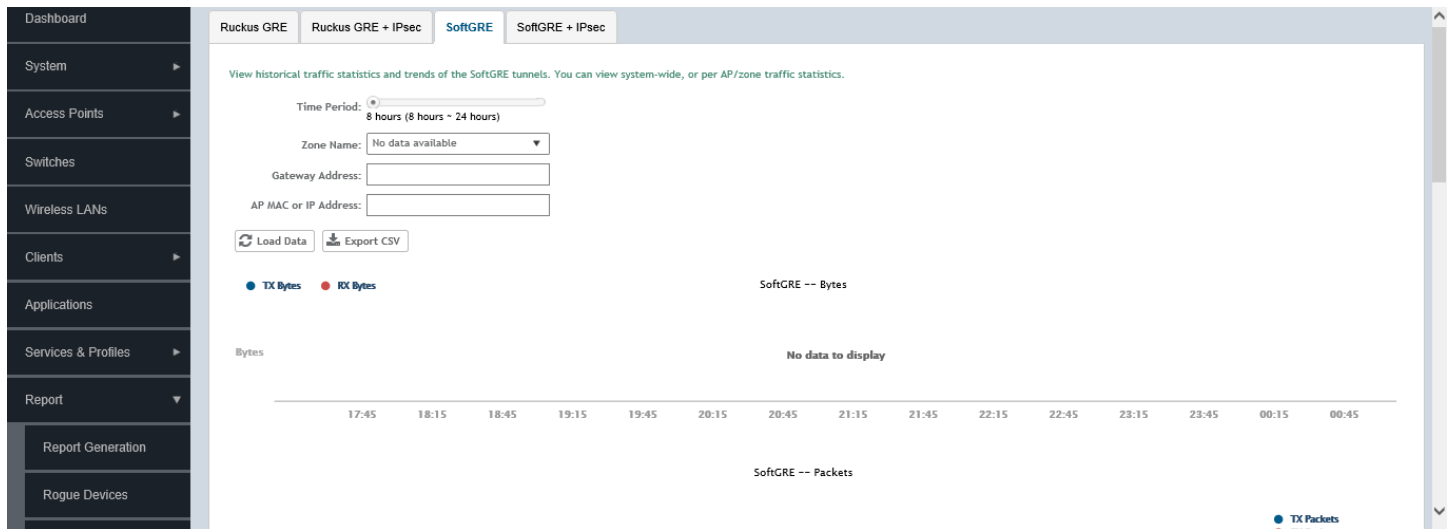 Dashboard
System
Access Points
Switches
Wireless LANs
Clients
Applications
Services & Profiles
Report
Report Generation
Rogue Devices
Ruckus GRE
Ruckus GRE + IPsec
SoftGRE
SoftGRE + IPsec
View historical traffic statistics and trends of the SoftGRE tunnels. You can view system-wide, or per AP/zone traffic statistics.
Time Period:
8 hours (8 hours ~ 24 hours)
Zone Name: No data available
Gateway Address:
AP MAC or IP Address:
Load Data Export CSV
TX Bytes RX Bytes
SoftGRE -- Bytes
Bytes
No data to display
17:45 18:15 18:45 19:15 19:45 20:15 20:45 21:15 21:45 22:15 22:45 23:15 23:45 00:15 00:45
SoftGRE -- Packets
TX Packets